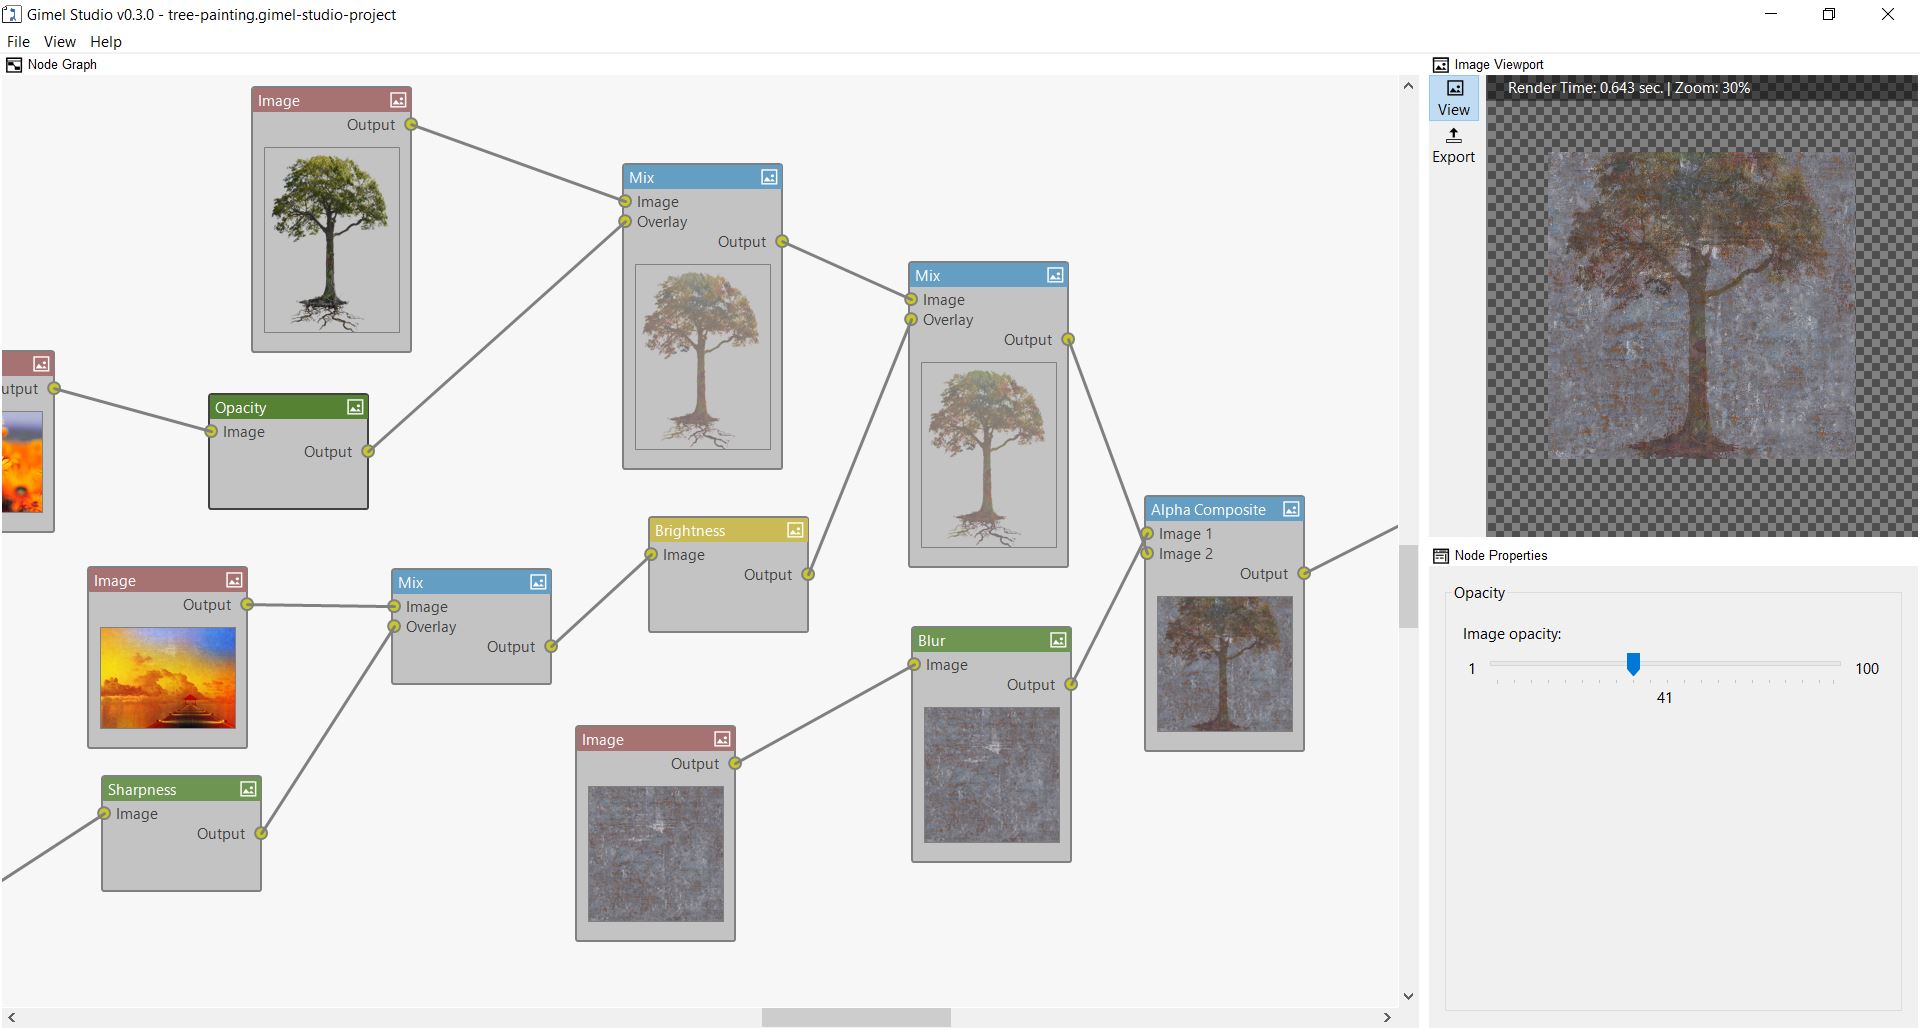 Gimel Studio v0.3.0 - tree-painting.gimel-studio-project
File View Help
Node Graph
Image
Output
Mix
Image
Overlay
Output
Mix
Image
Overlay
Output
utput
Opacity
Image
Output
Brightness
Image
Output
Alpha Composite
Image 1
Image 2
Output
Image
Output
Mix
Image
Overlay
Output
Blur
Image
Output
Image
Output
Sharpness
Image
Output
Image Viewport
View
Export
Render Time: 0.643 sec. | Zoom: 30%
Node Properties
Opacity
Image opacity:
1
100
41